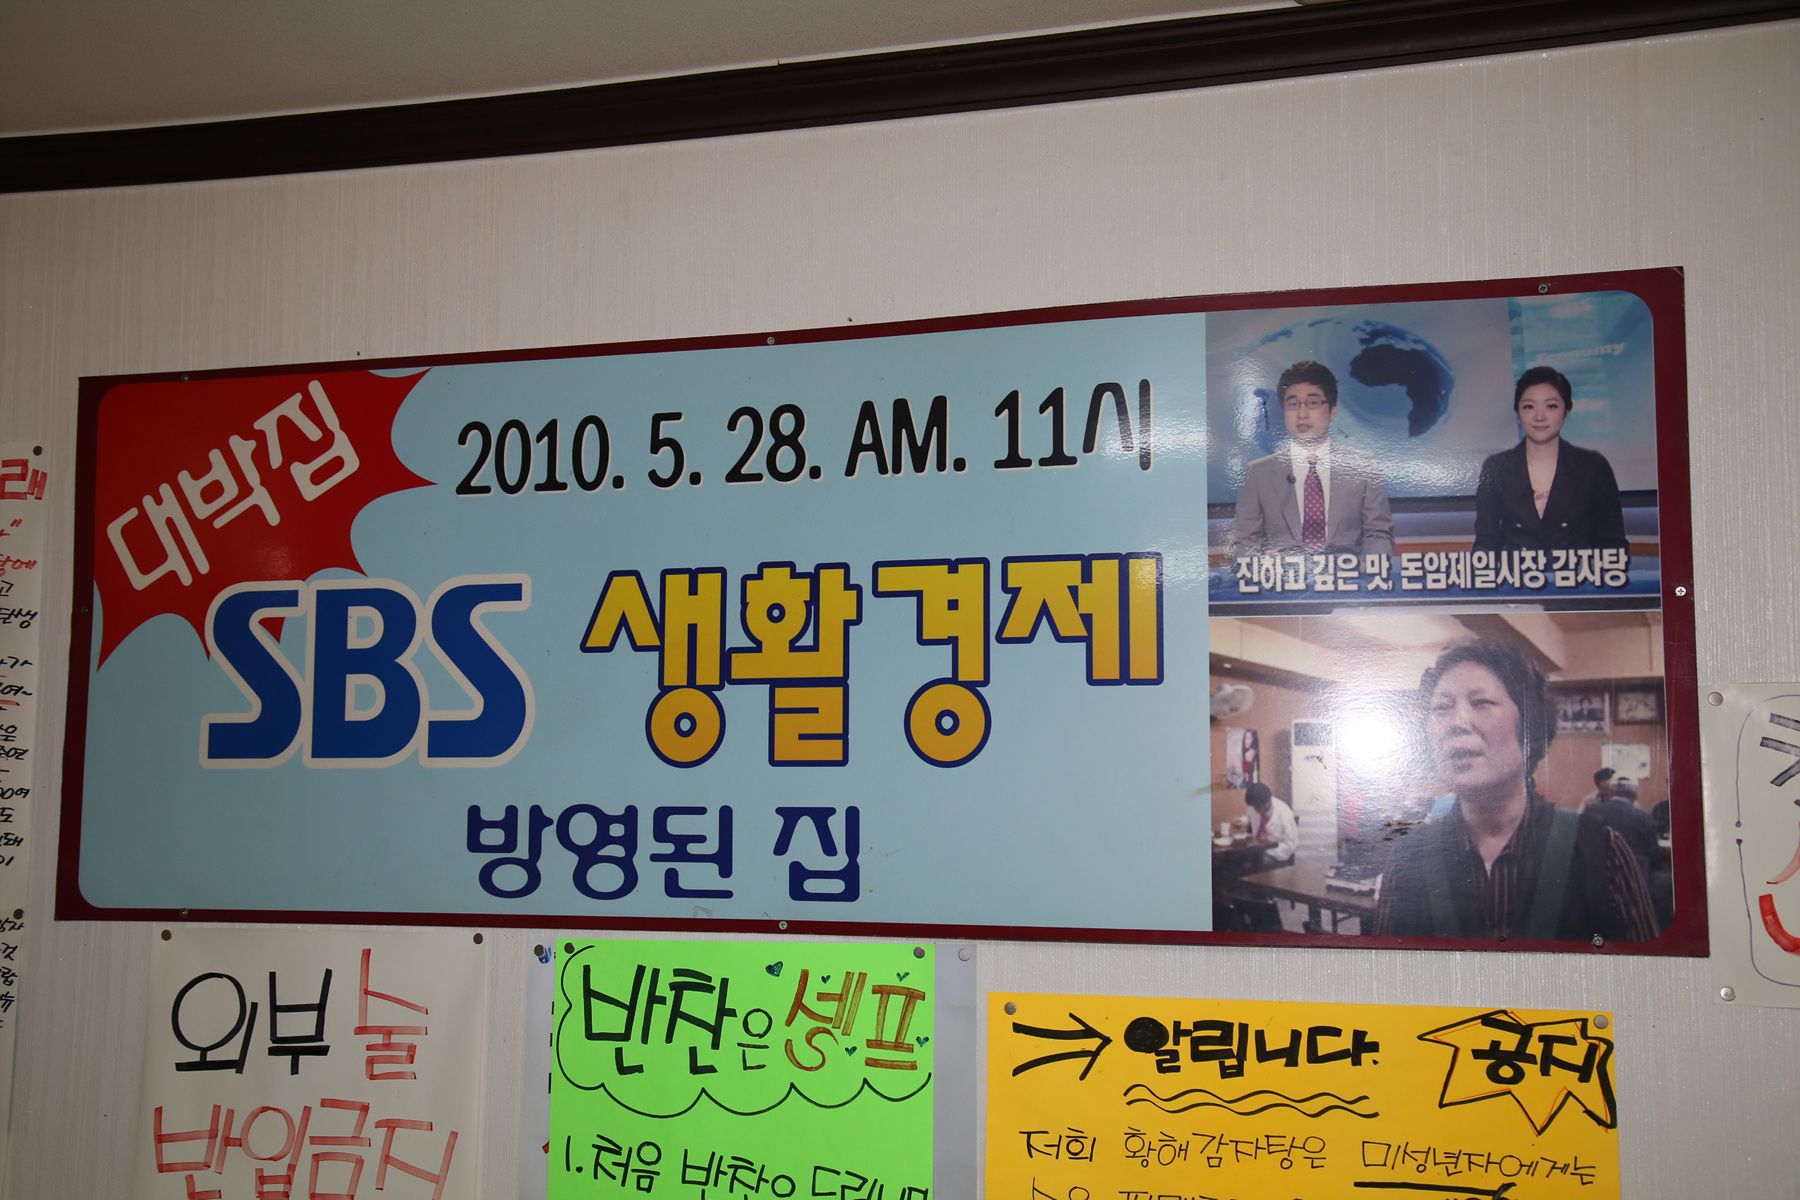 대박집
2010. 5. 28. AM. 11시
SBS 생활경제
방영된 집
Economy
진하고 깊은 맛, 돈암제일시장 감자탕
외부 술
반입금지
반찬은 셀프
1. 처음 반찬은
→ 알립니다.
공지
저희 황해감자탕은 미성년자에게는